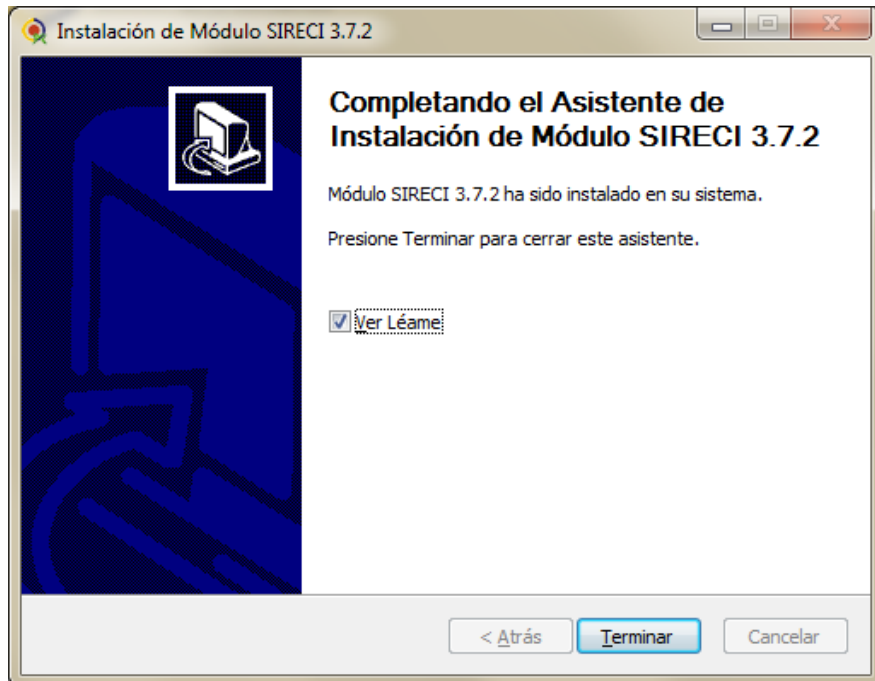 Instalación de Módulo SIRECI 3.7.2
Completando el Asistente de
Instalación de Módulo SIRECI 3.7.2
Módulo SIRECI 3.7.2 ha sido instalado en su sistema.
Presione Terminar para cerrar este asistente.
Ver Léame
< Atrás
Terminar
Cancelar